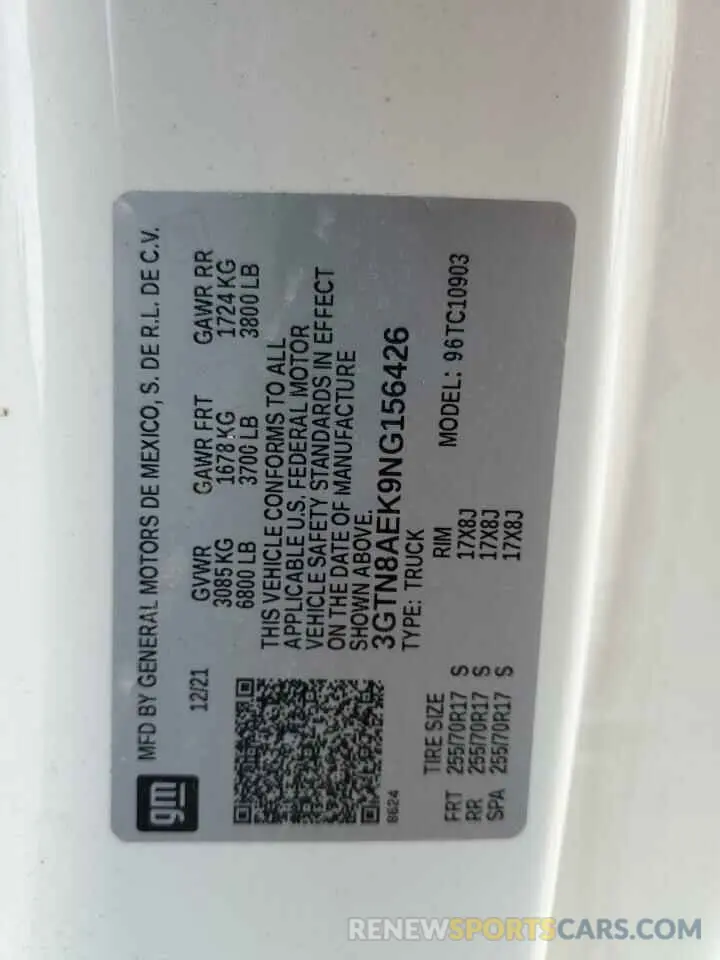 gm
MFD BY GENERAL MOTORS DE MEXICO, S. DE R.L. DE C.V.
12/21
GVWR GAWR FRT GAWR RR
3085 KG 1678 KG 1724 KG
6800 LB 3700 LB 3800 LB
THIS VEHICLE CONFORMS TO ALL
APPLICABLE U.S. FEDERAL MOTOR
VEHICLE SAFETY STANDARDS IN EFFECT
ON THE DATE OF MANUFACTURE
SHOWN ABOVE.
3GTN8AEK9NG156426
8624
TYPE: TRUCK
MODEL: 96TC10903
TIRE SIZE RIM
FRT 255/70R17 S 17X8J
RR 255/70R17 S 17X8J
SPA 255/70R17 S 17X8J
RENEWSPORTSCARS.COM